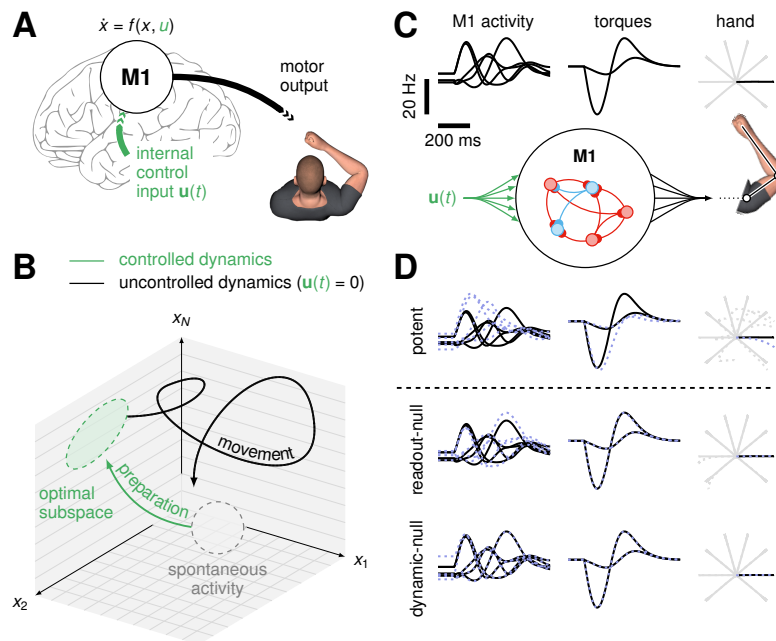 A
ẋ = f(x, u)
M1
motor
output
internal
control
input u(t)
B
controlled dynamics
uncontrolled dynamics (u(t) = 0)
x_N
movement
preparation
optimal
subspace
spontaneous
activity
x_1
x_2
C
M1 activity
torques
hand
20 Hz
200 ms
M1
u(t)
D
potent
readout-null
dynamic-null